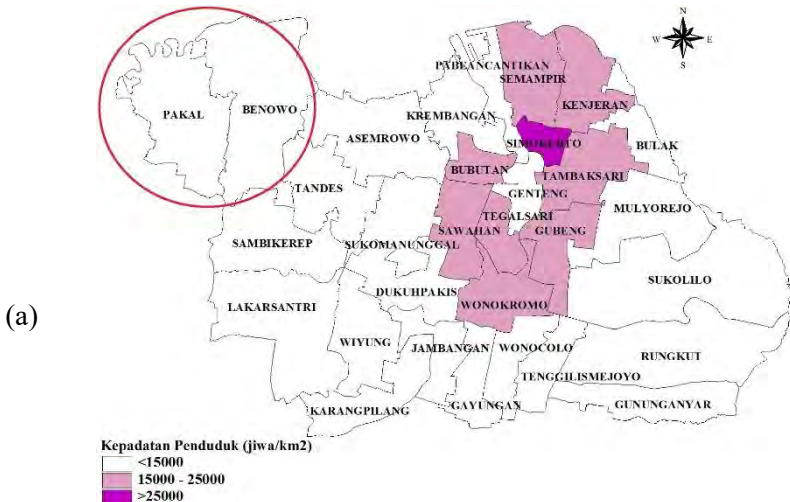 N
W E
S
PABEANCANTIKAN
SEMAMPIR
KENJERAN
PAKAL
BENOWO
KREMBANGAN
ASEMROWO
SIMOKERTO
BULAK
BUBUTAN
TAMBAKSARI
TANDES
GENTENG
MULYOREJO
TEGALSARI
SAWAHAN
GUBENG
SAMBIKEREP
SUKOMANUNGGAL
SUKOLILO
DUKUHPAKIS
LAKARSANTRI
WONOKROMO
(a)
WIYUNG
JAMBANGAN
WONOCOLO
RUNGKUT
TENGGILISMEJOYO
KARANGPILANG
GAYUNGAN
GUNUNGANYAR
Kepadatan Penduduk (jiwa/km2)
<15000
15000 - 25000
>25000